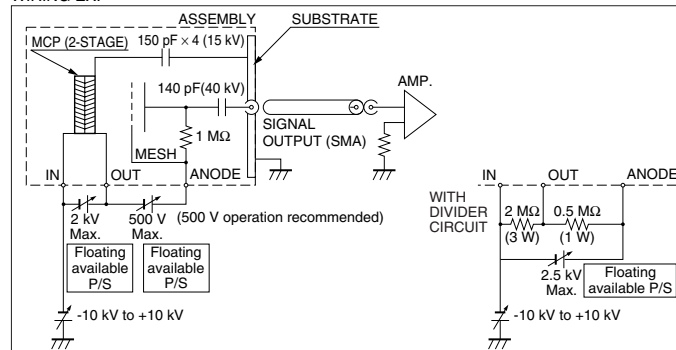 ASSEMBLY
SUBSTRATE
MCP (2-STAGE)
150 pF × 4 (15 kV)
140 pF(40 kV)
AMP.
1 MΩ
SIGNAL
OUTPUT (SMA)
MESH
IN
OUT
ANODE
2 kV
Max.
500 V
Max.
(500 V operation recommended)
Floating
available
P/S
Floating
available
P/S
-10 kV to +10 kV
IN
OUT
ANODE
WITH
DIVIDER
CIRCUIT
2 MΩ
(3 W)
0.5 MΩ
(1 W)
2.5 kV
Max.
Floating
available P/S
-10 kV to +10 kV